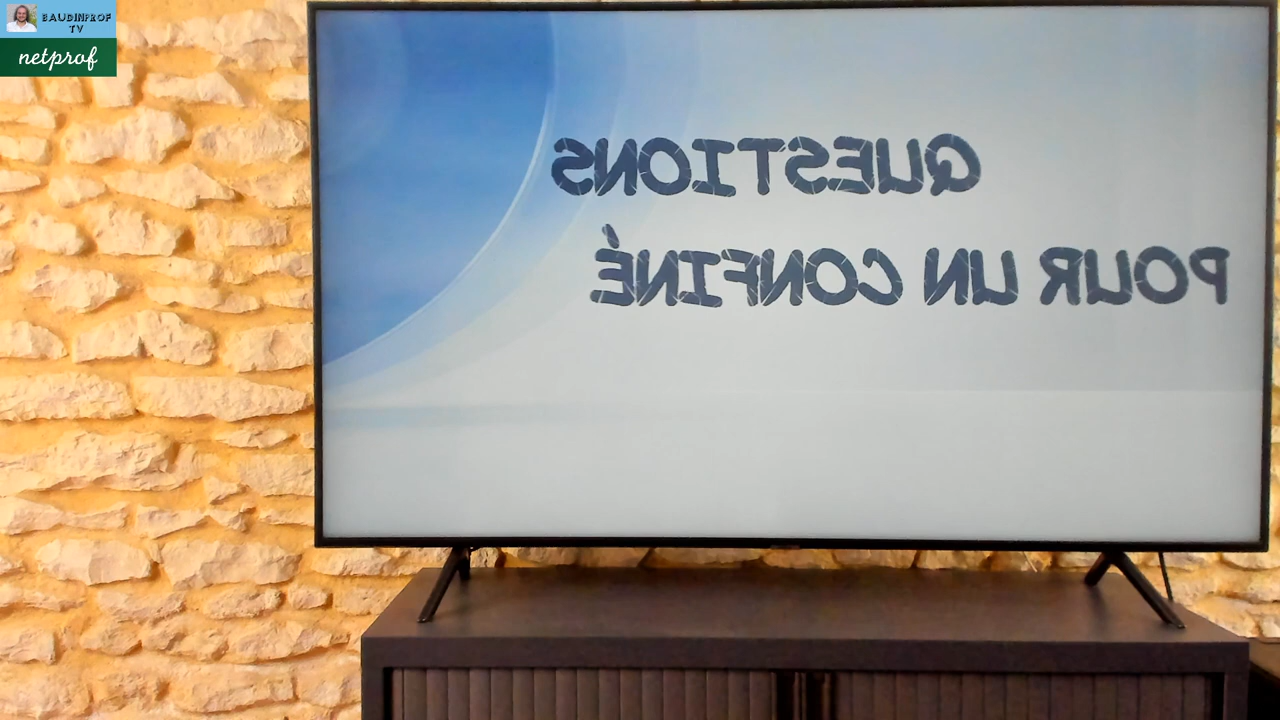 BAUDINPROF
TV
netprof
QUESTIONS
POUR UN CONFINÉ